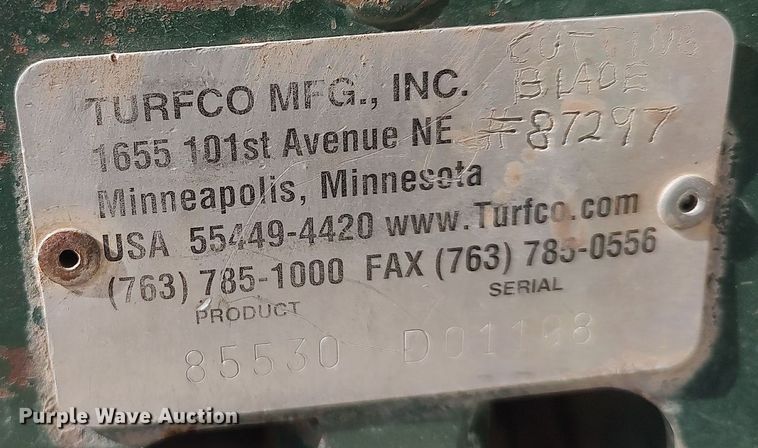 CUTTING
BLADE
#87297
TURFCO MFG., INC.
1655 101st Avenue NE
Minneapolis, Minnesota
USA 55449-4420 www.Turfco.com
(763) 785-1000 FAX (763) 785-0556
PRODUCT SERIAL
85530
Purple Wave Auction